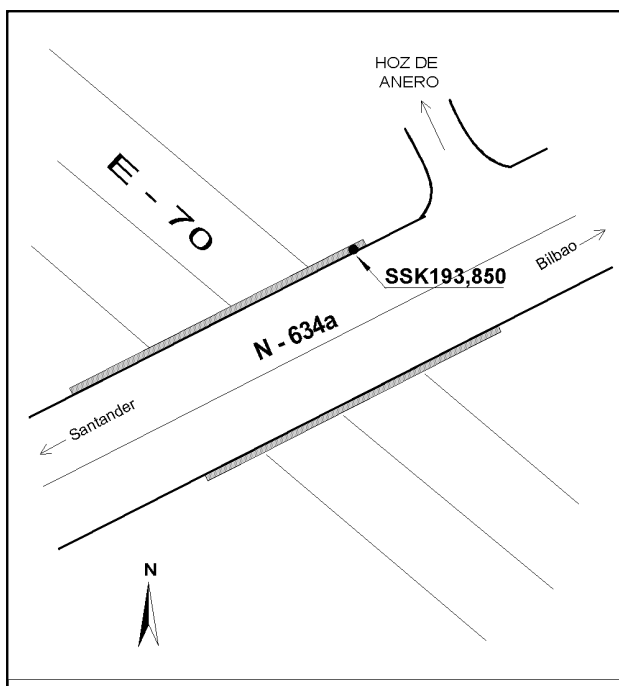 HOZ DE
ANERO
E - 70
SSK193,850
Bilbao
N - 634a
Santander
N